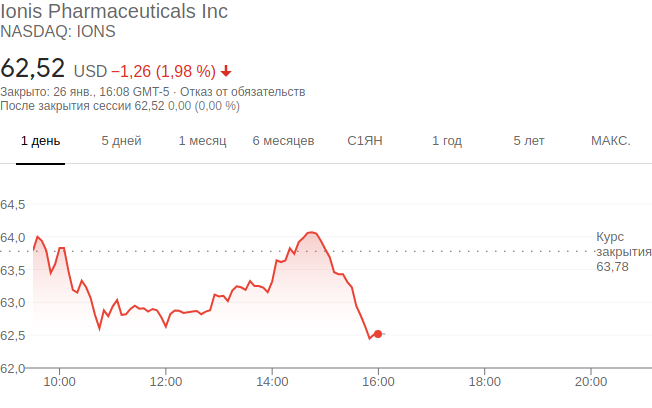 Ionis Pharmaceuticals Inc
NASDAQ: IONS
62,52 USD −1,26 (1,98 %)
Закрыто: 26 янв., 16:08 GMT-5 · Отказ от обязательств
После закрытия сессии 62,52 0,00 (0,00 %)
1 день 5 дней 1 месяц 6 месяцев С1ЯН 1 год 5 лет МАКС.
64,5
64,0
63,5
63,0
62,5
62,0
Курс
закрытия
63,78
10:00 12:00 14:00 16:00 18:00 20:00